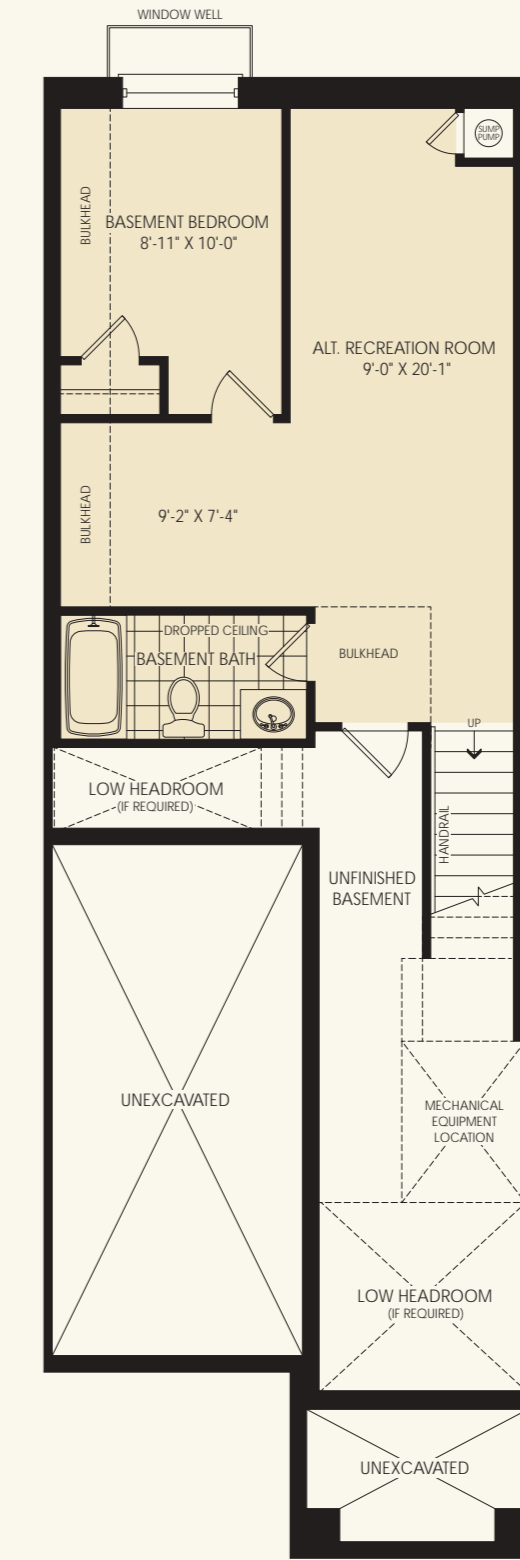 WINDOW WELL
SUMP
PUMP
BULKHEAD
BASEMENT BEDROOM
8'-11" X 10'-0"
ALT. RECREATION ROOM
9'-0" X 20'-1"
BULKHEAD
9'-2" X 7'-4"
DROPPED CEILING
BASEMENT BATH
BULKHEAD
UP
LOW HEADROOM
(IF REQUIRED)
HANDRAIL
UNFINISHED
BASEMENT
UNEXCAVATED
MECHANICAL
EQUIPMENT
LOCATION
LOW HEADROOM
(IF REQUIRED)
UNEXCAVATED